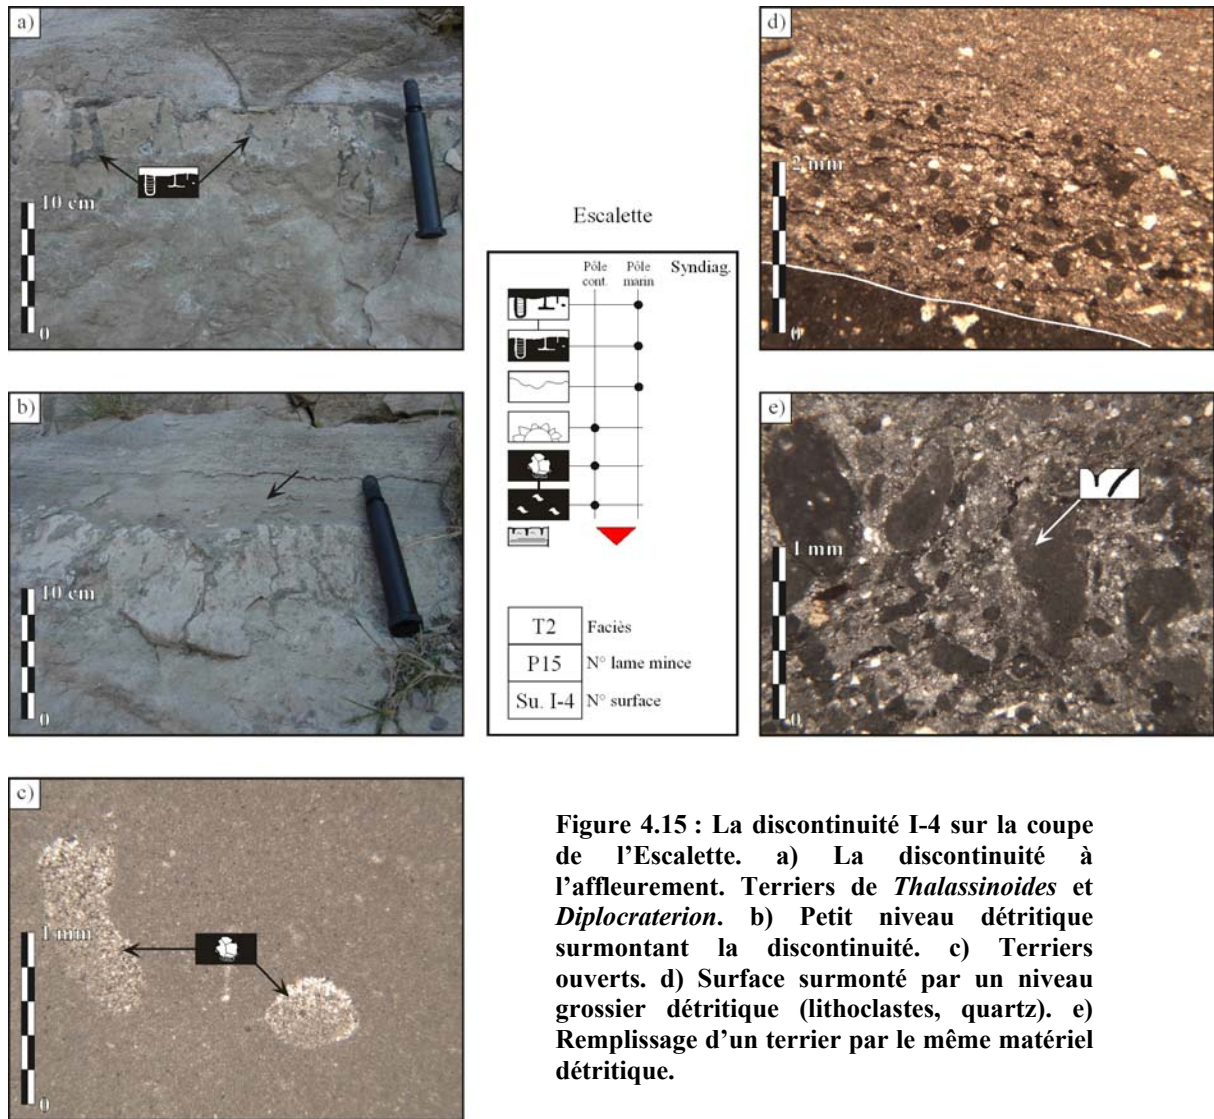 a)
10 cm
0
b)
10 cm
0
c)
1 mm
0
Escalette
Pôle cont.
Pôle marin
Syndiag.
T2 Faciès
P15 N° lame mince
Su. I-4 N° surface
d)
2 mm
0
e)
1 mm
0
Figure 4.15 : La discontinuité I-4 sur la coupe
de l’Escalette. a) La discontinuité à
l’affleurement. Terriers de Thalassinoides et
Diplocraterion. b) Petit niveau détritique
surmontant la discontinuité. c) Terriers
ouverts. d) Surface surmonté par un niveau
grossier détritique (lithoclastes, quartz). e)
Remplissage d’un terrier par le même matériel
détritique.